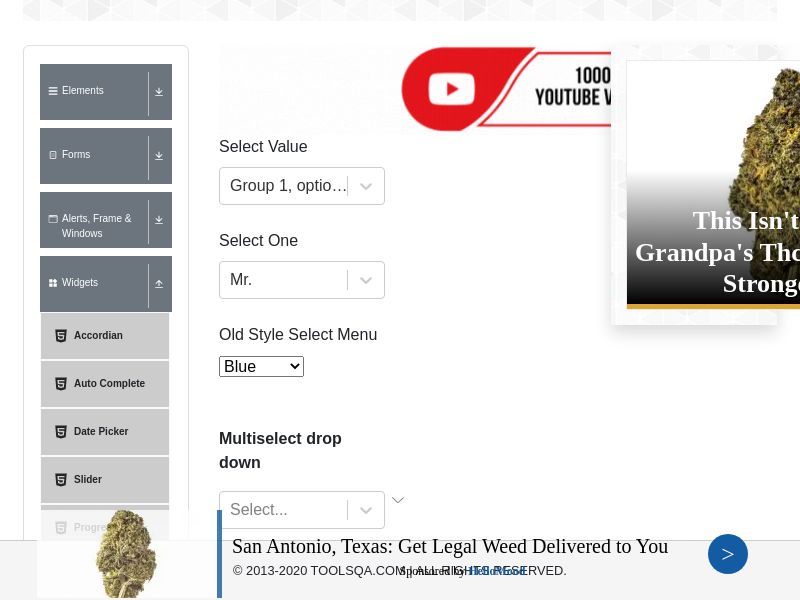 Elements
Forms
Alerts, Frame &
Windows
Widgets
Accordian
Auto Complete
Date Picker
Slider
Progre
1000
YOUTUBE V
Select Value
Group 1, optio...
Select One
Mr.
Old Style Select Menu
Blue
Multiselect drop
down
Select...
This Isn't
Grandpa's
Stronge
San Antonio, Texas: Get Legal Weed Delivered to You
>
© 2013-2020 TOOLSQA.COM | ALL RIGHTS RESERVED.
Sponsored by